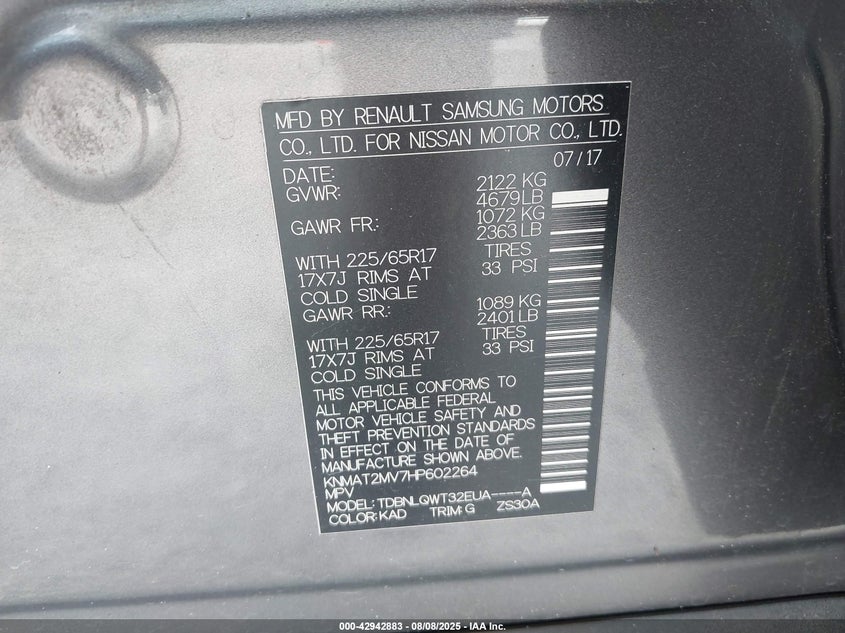 MFD BY RENAULT SAMSUNG MOTORS
CO., LTD. FOR NISSAN MOTOR CO., LTD.
07/17
DATE:
GVWR: 2122 KG
4679 LB
GAWR FR.: 1072 KG
2363 LB
WITH 225/65R17 TIRES
17X7J RIMS AT 33 PSI
COLD SINGLE
GAWR RR.: 1089 KG
2401 LB
WITH 225/65R17 TIRES
17X7J RIMS AT 33 PSI
COLD SINGLE
THIS VEHICLE CONFORMS TO
ALL APPLICABLE FEDERAL
MOTOR VEHICLE SAFETY AND
THEFT PREVENTION STANDARDS
IN EFFECT ON THE DATE OF
MANUFACTURE SHOWN ABOVE.
KNMAT2MV7HP602264
MPV
MODEL: TDBNLQWT32EUA-----A
COLOR: KAD TRIM: G ZS30A
000-42942883 - 08/08/2025 - IAA Inc.